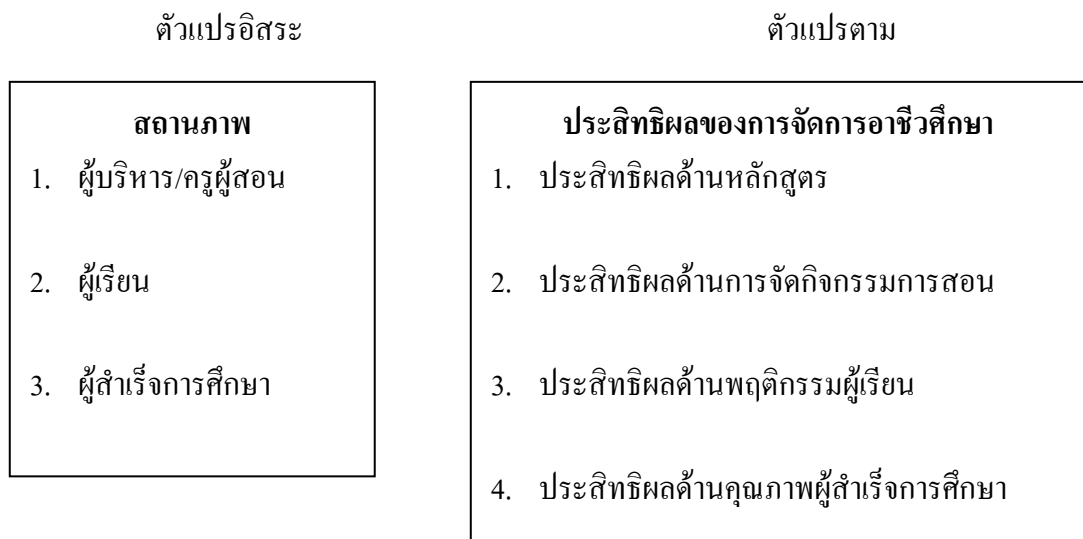 ตัวแปรอิสระ
ตัวแปรตาม
สถานภาพ
1. ผู้บริหาร/ครูผู้สอน
2. ผู้เรียน
3. ผู้สำเร็จการศึกษา
ประสิทธิผลของการจัดการอาชีวศึกษา
1. ประสิทธิผลด้านหลักสูตร
2. ประสิทธิผลด้านการจัดกิจกรรมการสอน
3. ประสิทธิผลด้านพฤติกรรมผู้เรียน
4. ประสิทธิผลด้านคุณภาพผู้สำเร็จการศึกษา